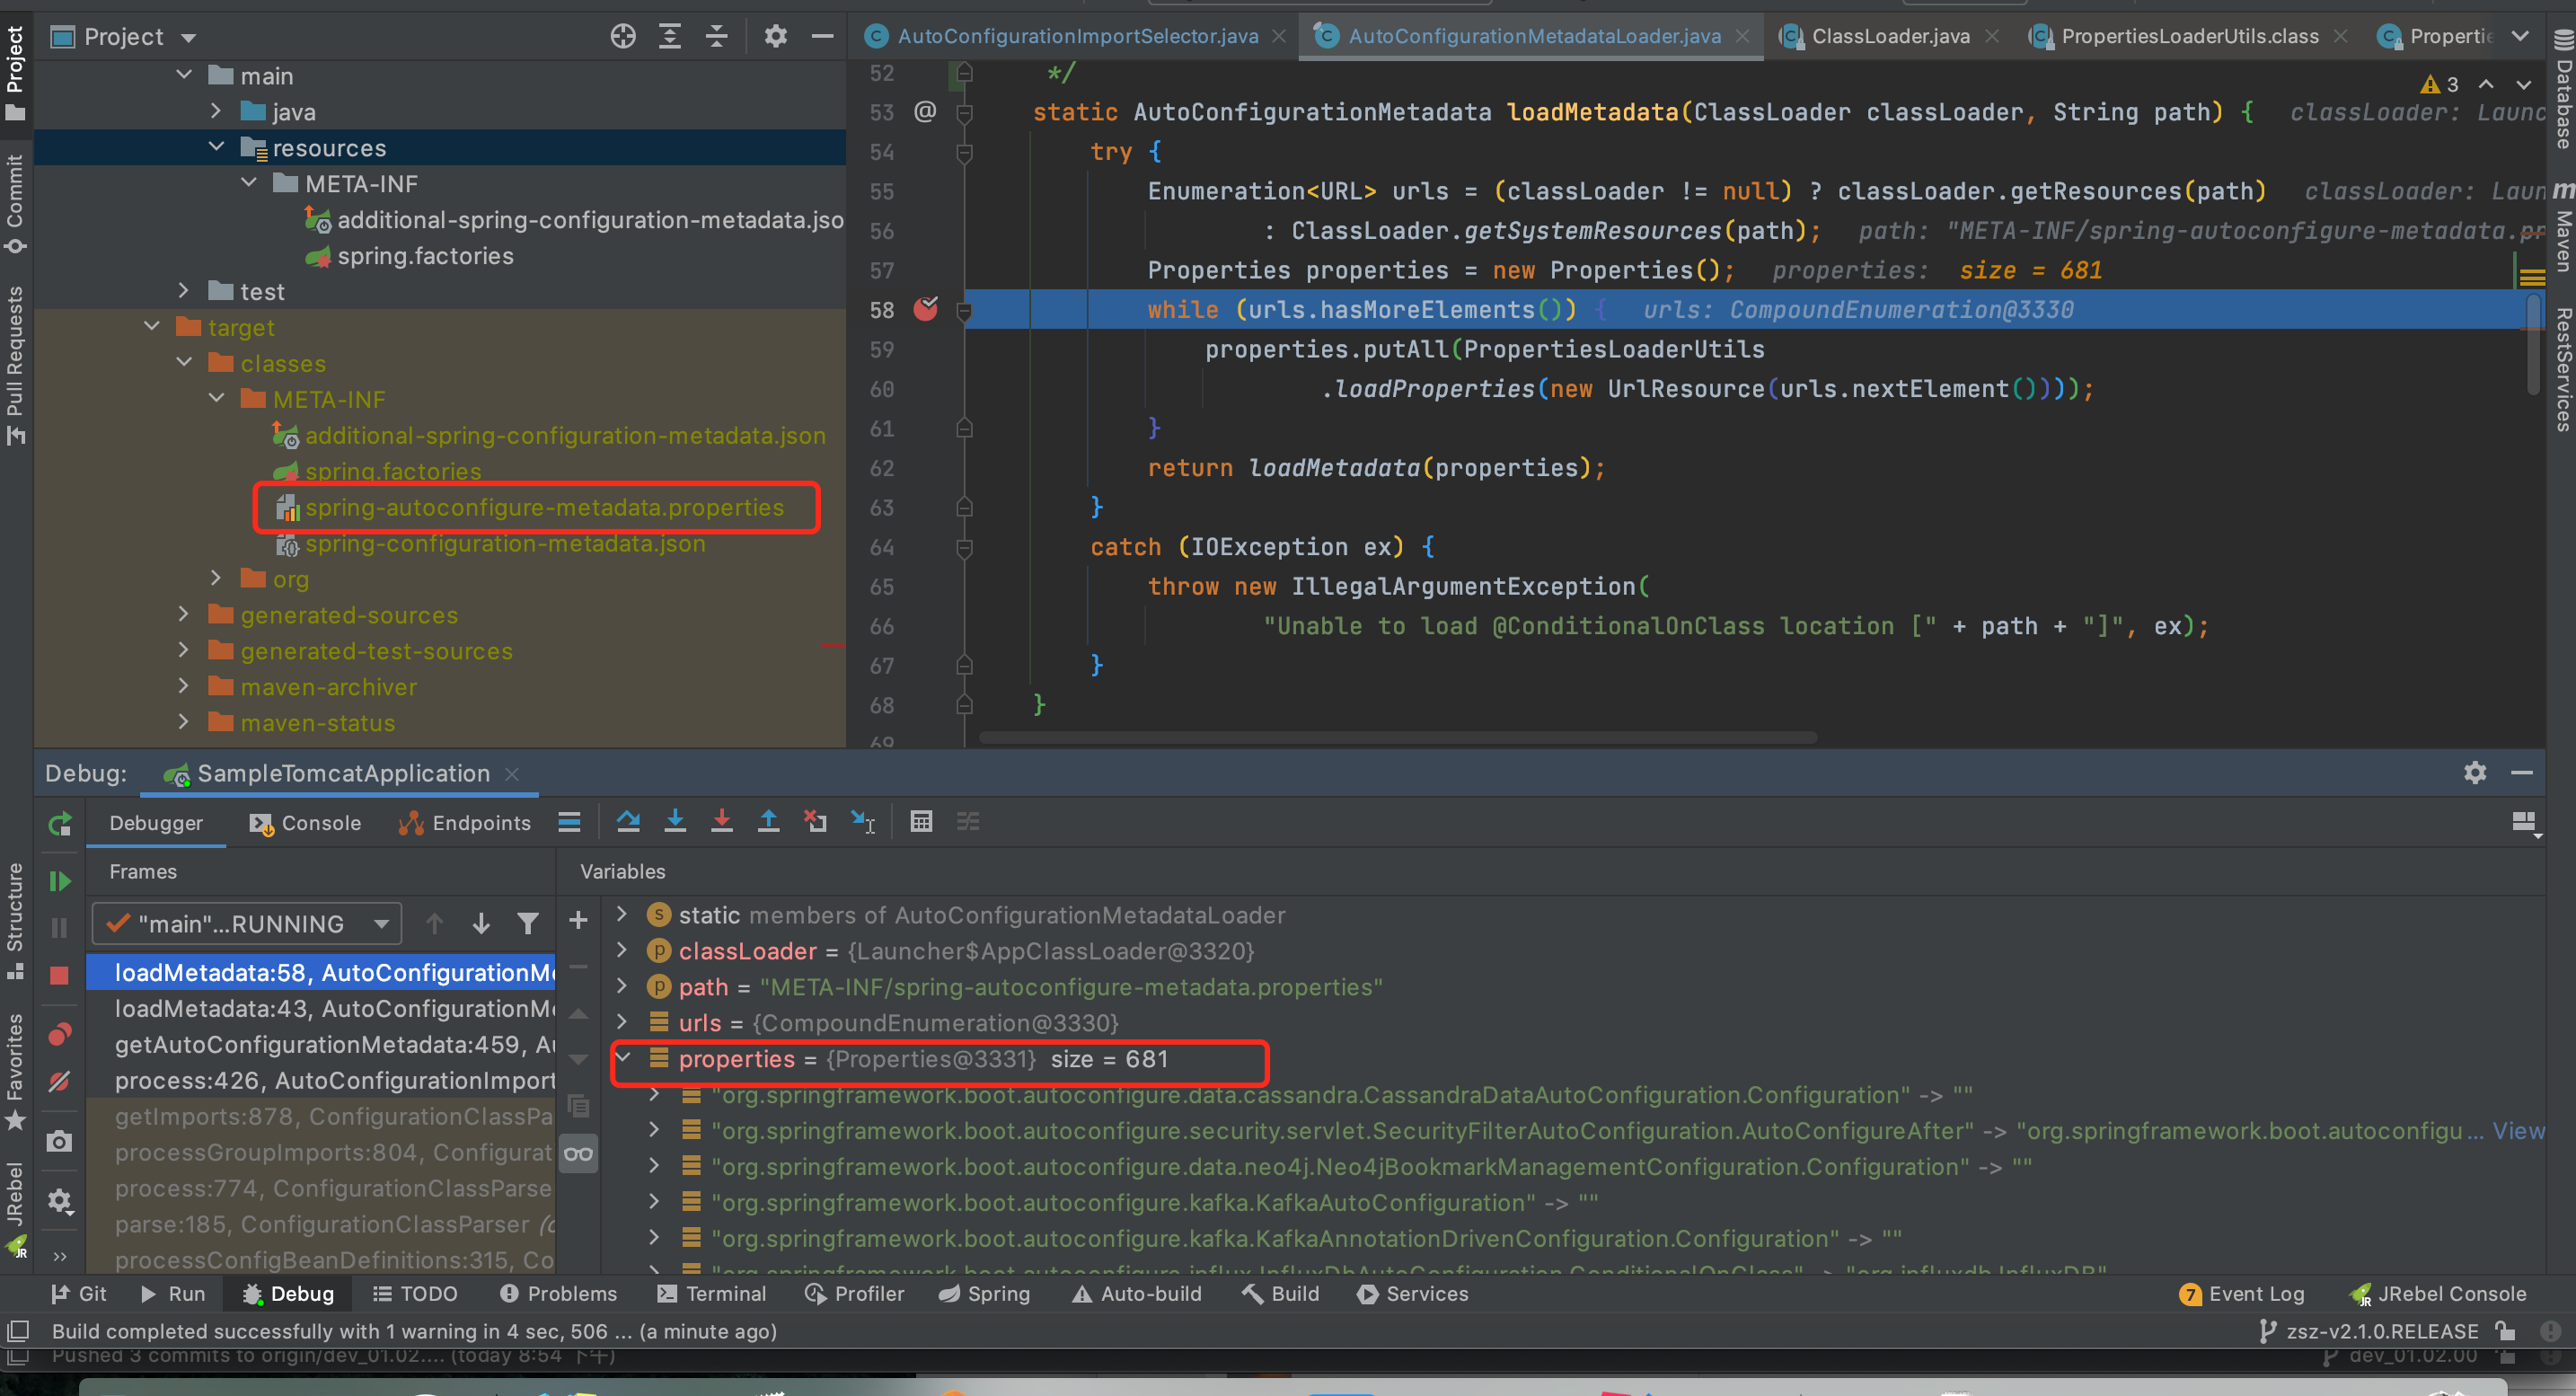 Project
Commit
Pull Requests
Structure
Favorites
JRebel
Project
main
java
resources
META-INF
additional-spring-configuration-metadata.jso
spring.factories
test
target
classes
META-INF
additional-spring-configuration-metadata.json
spring.factories
spring-autoconfigure-metadata.properties
spring-configuration-metadata.json
org
generated-sources
generated-test-sources
maven-archiver
maven-status
AutoConfigurationImportSelector.java
AutoConfigurationMetadataLoader.java
ClassLoader.java
PropertiesLoaderUtils.class
Properti
3
52 */
53 @ static AutoConfigurationMetadata loadMetadata(ClassLoader classLoader, String path) { classLoader: Launc
54 try {
55 Enumeration<URL> urls = (classLoader != null) ? classLoader.getResources(path) classLoader: Laun
56 : ClassLoader.getSystemResources(path); path: "META-INF/spring-autoconfigure-metadata.pr
57 Properties properties = new Properties(); properties: size = 681
58 while (urls.hasMoreElements()) { urls: CompoundEnumeration@3330
59 properties.putAll(PropertiesLoaderUtils
60 .loadProperties(new UrlResource(urls.nextElement())));
61 }
62 return loadMetadata(properties);
63 }
64 catch (IOException ex) {
65 throw new IllegalArgumentException(
66 "Unable to load @ConditionalOnClass location [" + path + "]", ex);
67 }
68 }
69
Database
Maven
RestServices
Debug: SampleTomcatApplication
Debugger Console Endpoints
Frames
"main"...RUNNING
loadMetadata:58, AutoConfigurationMe
loadMetadata:43, AutoConfigurationMe
getAutoConfigurationMetadata:459, Au
process:426, AutoConfigurationImport
getImports:878, ConfigurationClassPa
processGroupImports:804, Configurat
process:774, ConfigurationClassParse
parse:185, ConfigurationClassParser (o
processConfigBeanDefinitions:315, Co
Variables
static members of AutoConfigurationMetadataLoader
classLoader = {Launcher$AppClassLoader@3320}
path = "META-INF/spring-autoconfigure-metadata.properties"
urls = {CompoundEnumeration@3330}
properties = {Properties@3331} size = 681
"org.springframework.boot.autoconfigure.data.cassandra.CassandraDataAutoConfiguration.Configuration" -> ""
"org.springframework.boot.autoconfigure.security.servlet.SecurityFilterAutoConfiguration.AutoConfigureAfter" -> "org.springframework.boot.autoconfigu... View
"org.springframework.boot.autoconfigure.data.neo4j.Neo4jBookmarkManagementConfiguration.Configuration" -> ""
"org.springframework.boot.autoconfigure.kafka.KafkaAutoConfiguration" -> ""
"org.springframework.boot.autoconfigure.kafka.KafkaAnnotationDrivenConfiguration.Configuration" -> ""
"org.springframework.boot.autoconfigure.influx.InfluxDbAutoConfiguration.ConditionalOnClass" -> "org.influxdb.InfluxDB"
Git Run Debug TODO Problems Terminal Profiler Spring Auto-build Build Services 7 Event Log JRebel Console
Build completed successfully with 1 warning in 4 sec, 506 ... (a minute ago) zsz-v2.1.0.RELEASE
Pushed 3 commits to origin/dev_01.02.... (today 8:54 下午) dev_01.02.00